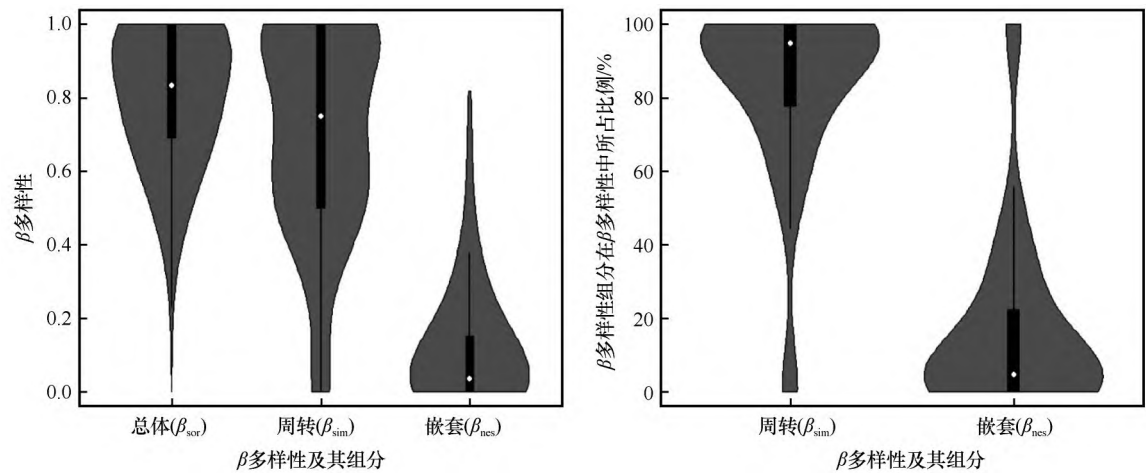 β多样性
1.0
0.8
0.6
0.4
0.2
0.0
总体(βsor)
周转(βsim)
嵌套(βnes)
β多样性及其组分
β多样性组分在β多样性中所占比例/%
100
80
60
40
20
0
周转(βsim)
嵌套(βnes)
β多样性及其组分